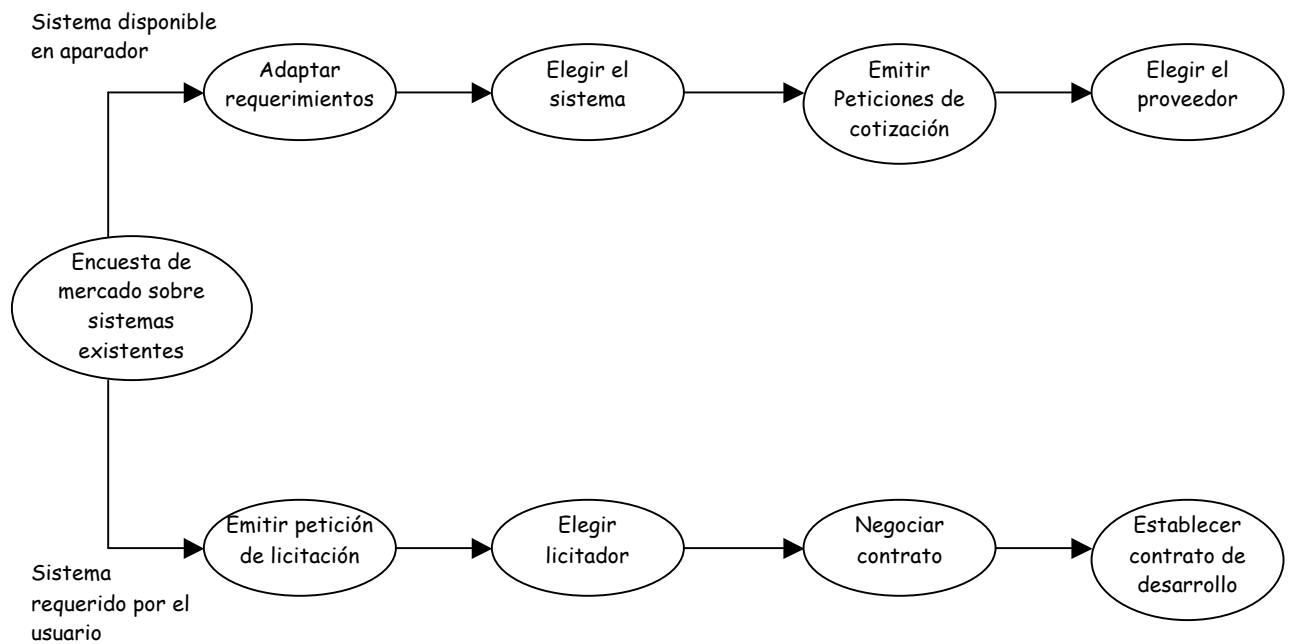 Sistema disponible
en aparador
Adaptar
requerimientos
Elegir el
sistema
Emitir
Peticiones de
cotización
Elegir el
proveedor
Encuesta de
mercado sobre
sistemas
existentes
Emitir petición
de licitación
Elegir
licitador
Negociar
contrato
Establecer
contrato de
desarrollo
Sistema
requerido por el
usuario